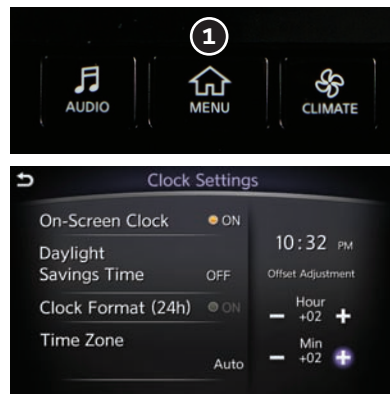 1
AUDIO
MENU
CLIMATE
Clock Settings
On-Screen Clock ON
10:32 PM
Daylight
Savings Time OFF
Offset Adjustment
Clock Format (24h) ON
Hour
− +02 +
Time Zone
Auto
Min
− +02 +